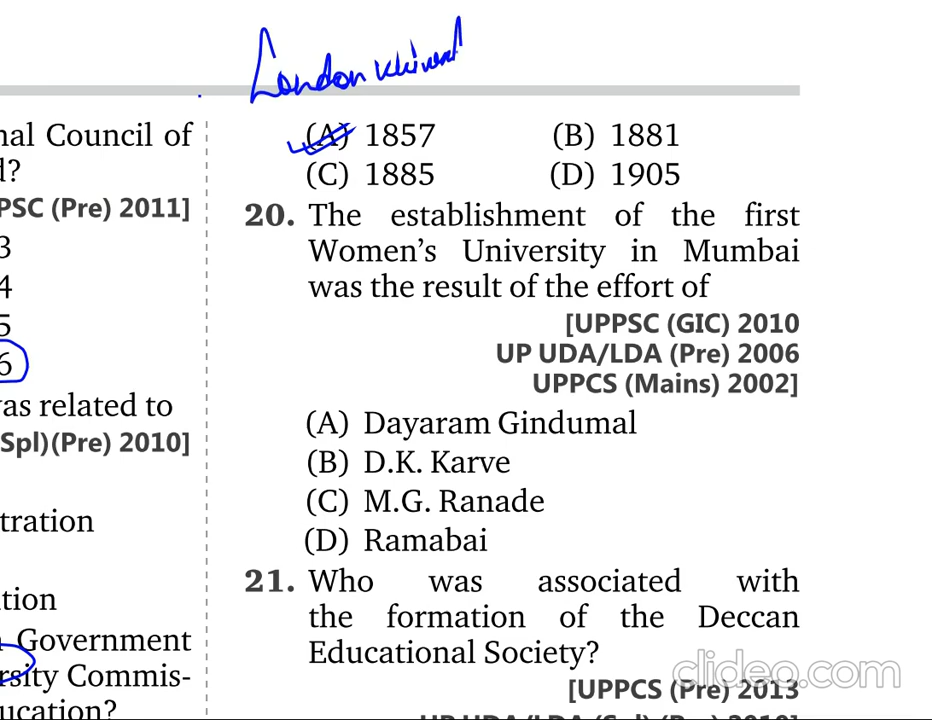 London
nal Council of
d?
PSC (Pre) 2011]
3
4
5
6
vas related to
Spl)(Pre) 2010]
tration
tion
n Government
rsity Commis-
ucation?
(A) 1857 (B) 1881
(C) 1885 (D) 1905
20. The establishment of the first
Women's University in Mumbai
was the result of the effort of
[UPPSC (GIC) 2010
UP UDA/LDA (Pre) 2006
UPPCS (Mains) 2002]
(A) Dayaram Gindumal
(B) D.K. Karve
(C) M.G. Ranade
(D) Ramabai
21. Who was associated with
the formation of the Deccan
Educational Society?
[UPPCS (Pre) 2013
clideo.com